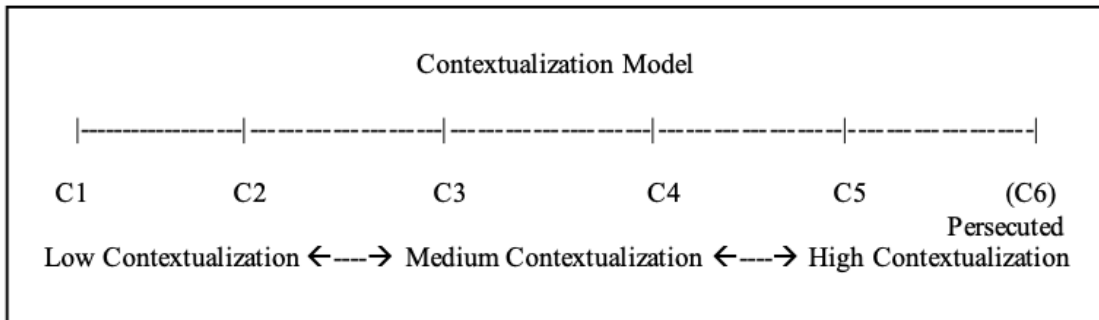 Contextualization Model
|-------------------|----------------------|----------------------|---------------------|---------------------|
C1 C2 C3 C4 C5 (C6)
Persecuted
Low Contextualization ←----→ Medium Contextualization ←----→ High Contextualization